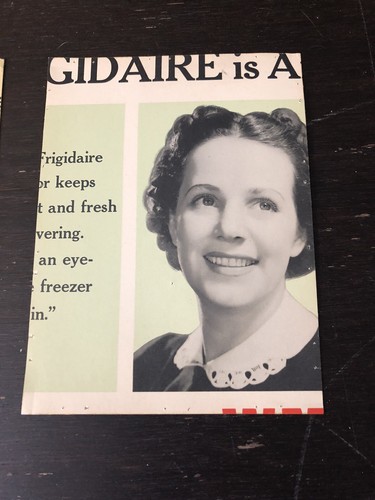 GIDAIRE is A
Frigidaire
or keeps
t and fresh
vering.
an eye-
e freezer
in.”